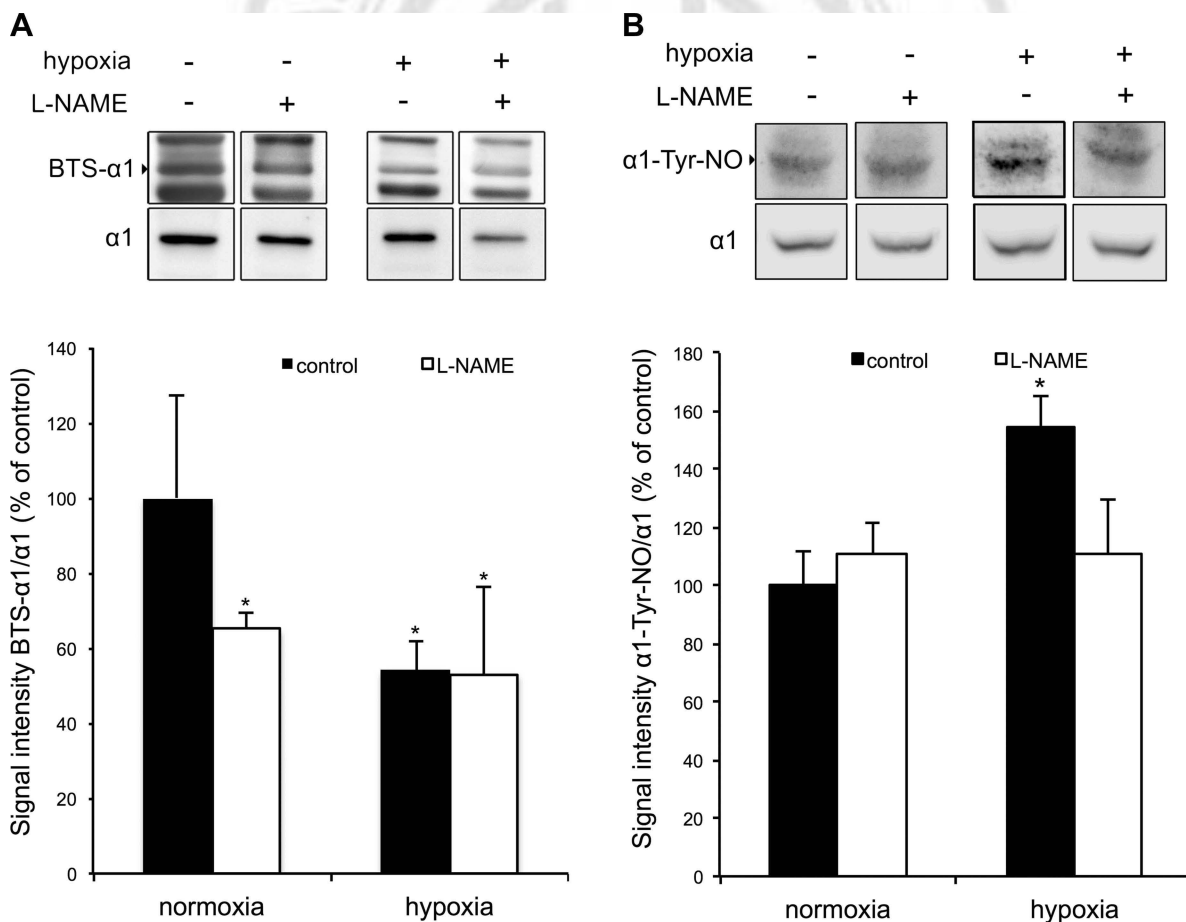 A
hypoxia - - + +
L-NAME - + - +
BTS-α1
α1
140
120
100
80
60
40
20
0
Signal intensity BTS-α1/α1 (% of control)
control L-NAME
*
*
*
normoxia hypoxia
B
hypoxia - - + +
L-NAME - + - +
α1-Tyr-NO
α1
180
160
140
120
100
80
60
40
20
0
Signal intensity α1-Tyr-NO/α1 (% of control)
control L-NAME
*
normoxia hypoxia